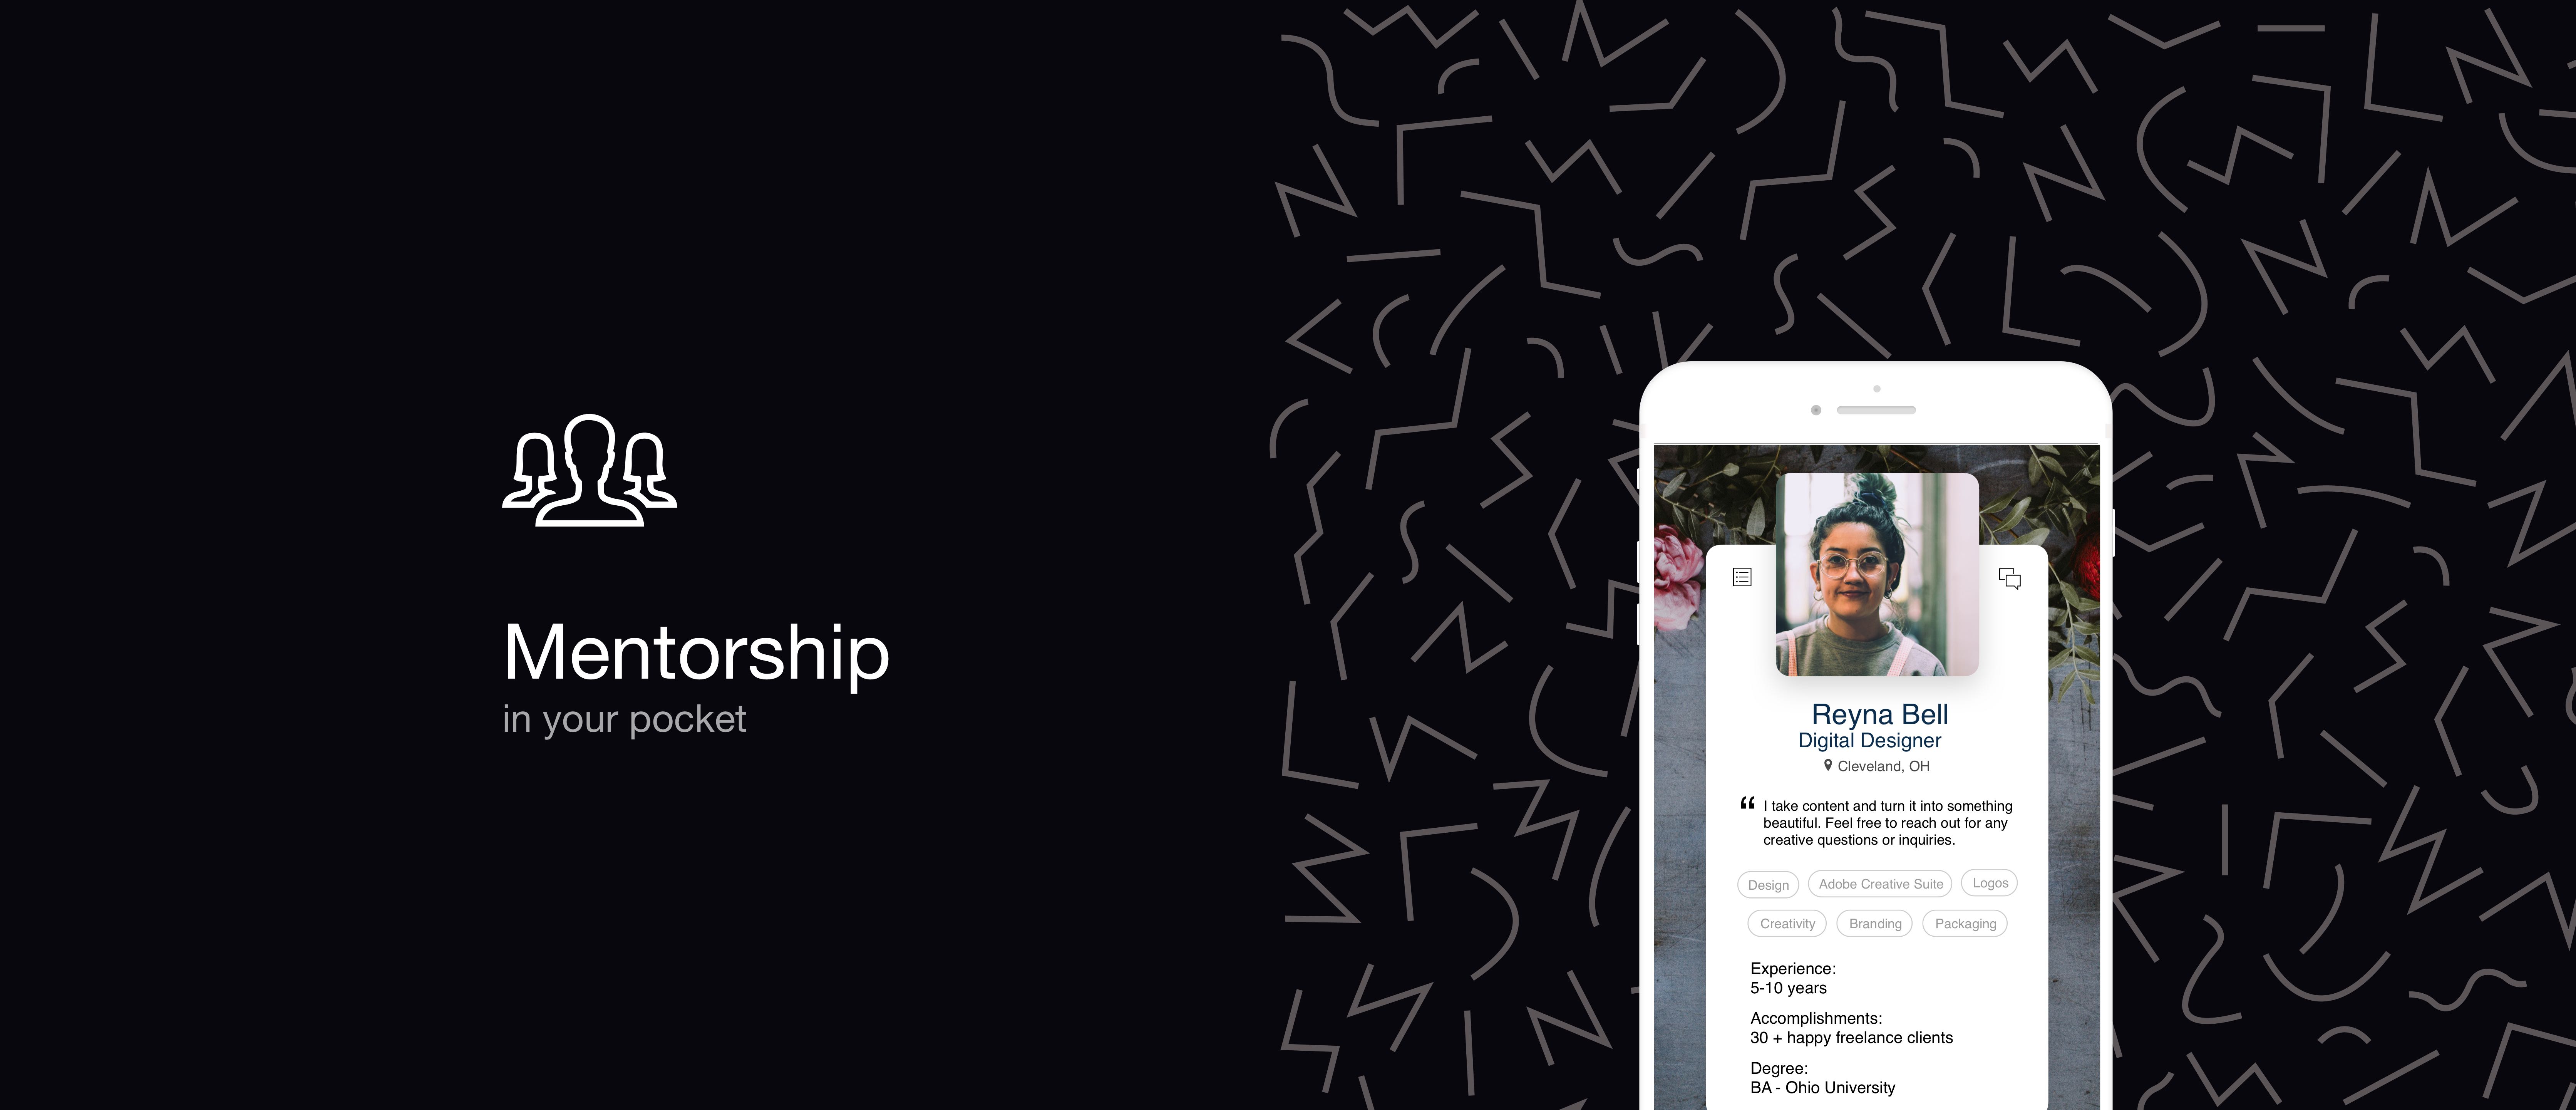 Mentorship
in your pocket
Reyna Bell
Digital Designer
Cleveland, OH
“ I take content and turn it into something
beautiful. Feel free to reach out for any
creative questions or inquiries.
Design Adobe Creative Suite Logos
Creativity Branding Packaging
Experience:
5-10 years
Accomplishments:
30 + happy freelance clients
Degree:
BA - Ohio University